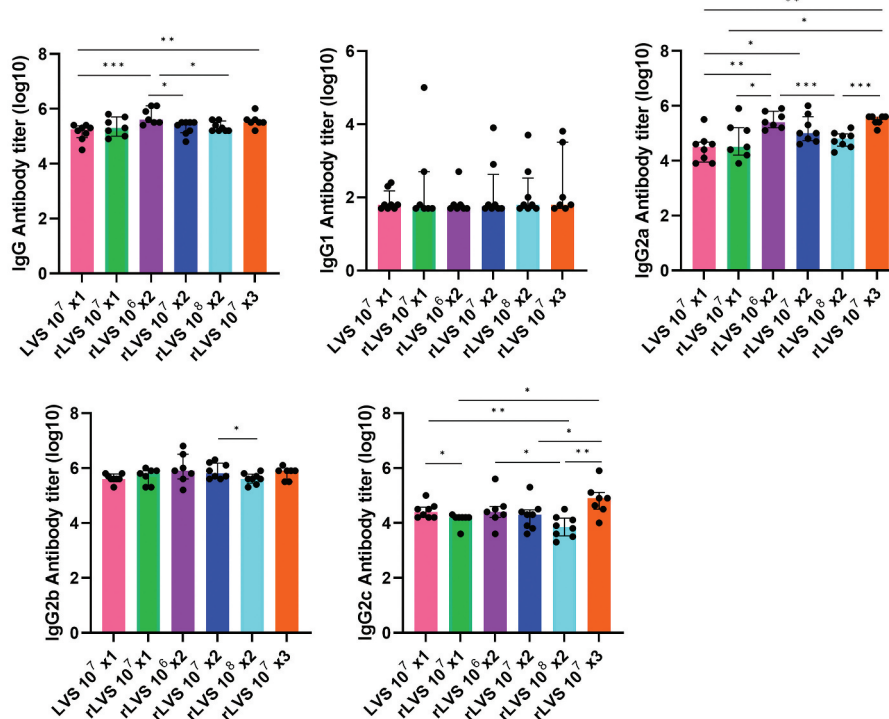 IgG Antibody titer (log10)
8
6
4
2
0
**
***
*
*
LVS 10^7 x1
rLVS 10^7 x1
rLVS 10^6 x2
rLVS 10^7 x2
rLVS 10^8 x2
rLVS 10^7 x3
IgG1 Antibody titer (log10)
6
4
2
0
LVS 10^7 x1
rLVS 10^7 x1
rLVS 10^6 x2
rLVS 10^7 x2
rLVS 10^8 x2
rLVS 10^7 x3
IgG2a Antibody titer (log10)
8
6
4
2
0
**
*
*
**
*
***
***
LVS 10^7 x1
rLVS 10^7 x1
rLVS 10^6 x2
rLVS 10^7 x2
rLVS 10^8 x2
rLVS 10^7 x3
IgG2b Antibody titer (log10)
8
6
4
2
0
*
LVS 10^7 x1
rLVS 10^7 x1
rLVS 10^6 x2
rLVS 10^7 x2
rLVS 10^8 x2
rLVS 10^7 x3
IgG2c Antibody titer (log10)
8
6
4
2
0
*
**
*
*
*
**
LVS 10^7 x1
rLVS 10^7 x1
rLVS 10^6 x2
rLVS 10^7 x2
rLVS 10^8 x2
rLVS 10^7 x3